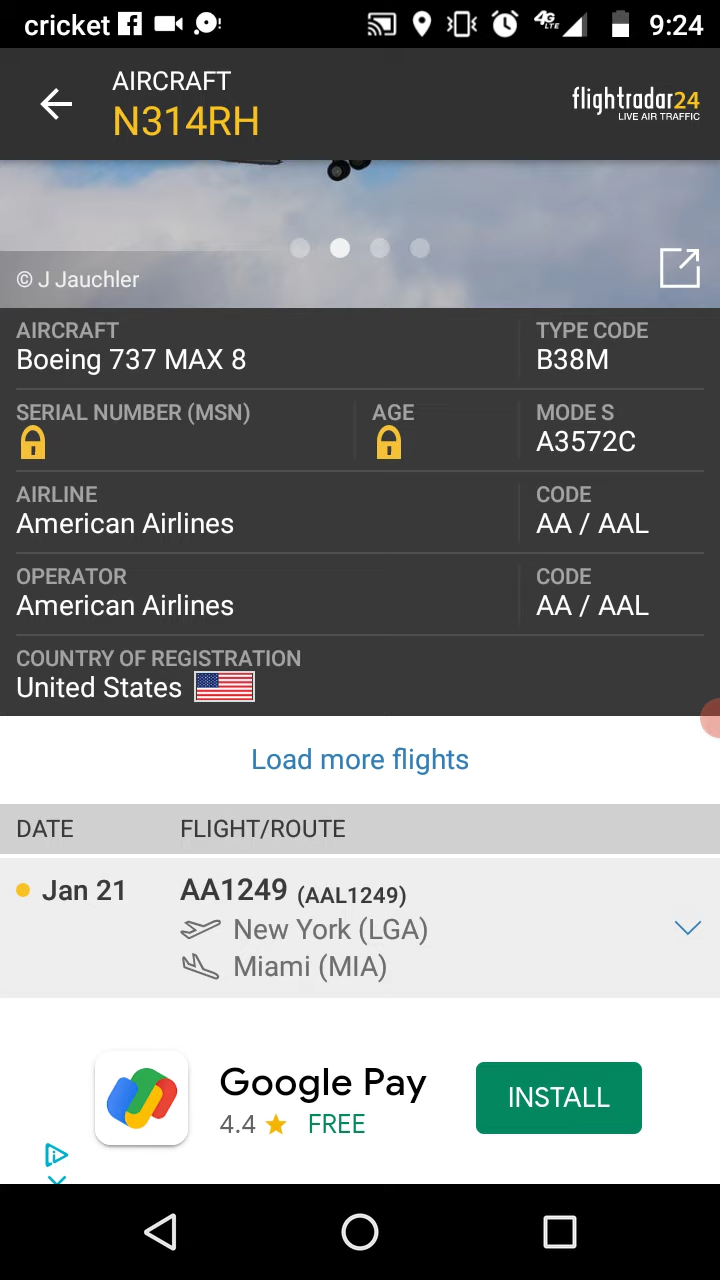 cricket 4G LTE 9:24
AIRCRAFT
N314RH
flightradar24
LIVE AIR TRAFFIC
© J Jauchler
AIRCRAFT TYPE CODE
Boeing 737 MAX 8 B38M
SERIAL NUMBER (MSN) AGE MODE S
A3572C
AIRLINE CODE
American Airlines AA / AAL
OPERATOR CODE
American Airlines AA / AAL
COUNTRY OF REGISTRATION
United States
Load more flights
DATE FLIGHT/ROUTE
Jan 21 AA1249 (AAL1249)
New York (LGA)
Miami (MIA)
Google Pay
4.4 FREE
INSTALL